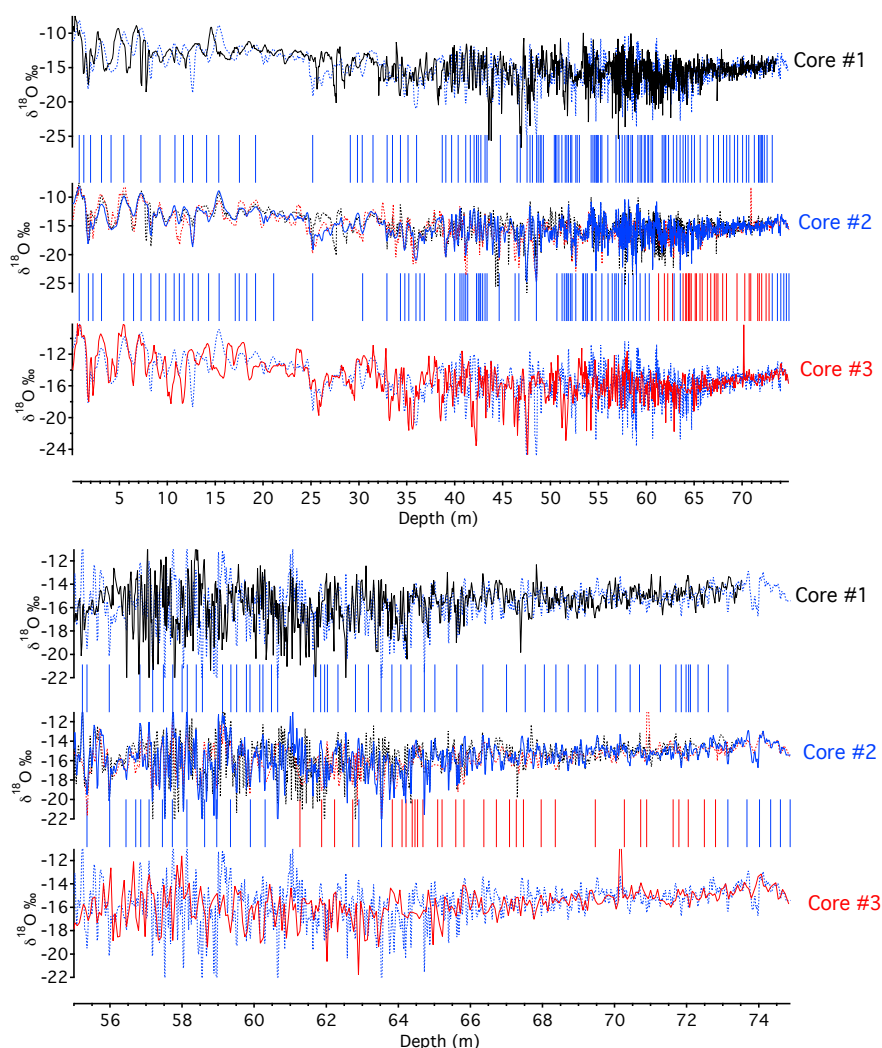 -10
-15
-20
-25
δ18O ‰
Core #1
-10
-15
-20
-25
δ18O ‰
Core #2
-12
-16
-20
-24
δ18O ‰
Core #3
5 10 15 20 25 30 35 40 45 50 55 60 65 70
Depth (m)
-12
-14
-16
-18
-20
-22
δ18O ‰
Core #1
-12
-14
-16
-18
-20
-22
δ18O ‰
Core #2
-12
-14
-16
-18
-20
-22
δ18O ‰
Core #3
56 58 60 62 64 66 68 70 72 74
Depth (m)